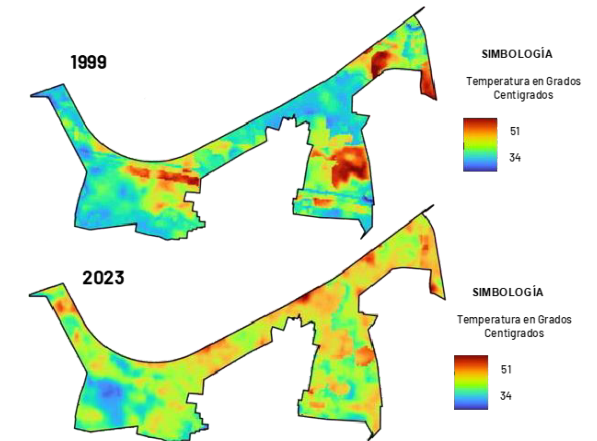 1999
SIMBOLOGÍA
Temperatura en Grados
Centigrados
51
34
2023
SIMBOLOGÍA
Temperatura en Grados
Centigrados
51
34